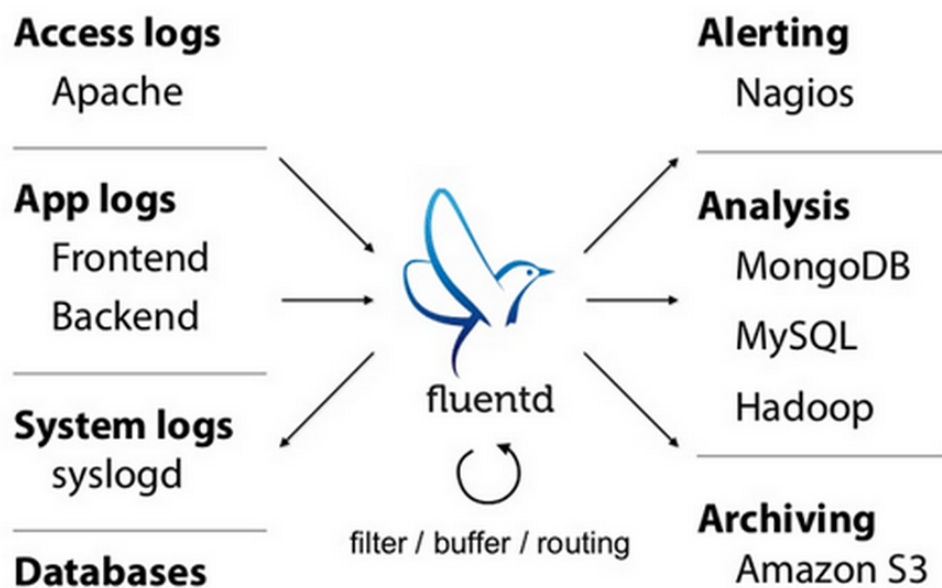 Access logs
Apache
App logs
Frontend
Backend
System logs
syslogd
Databases
fluentd
filter / buffer / routing
Alerting
Nagios
Analysis
MongoDB
MySQL
Hadoop
Archiving
Amazon S3